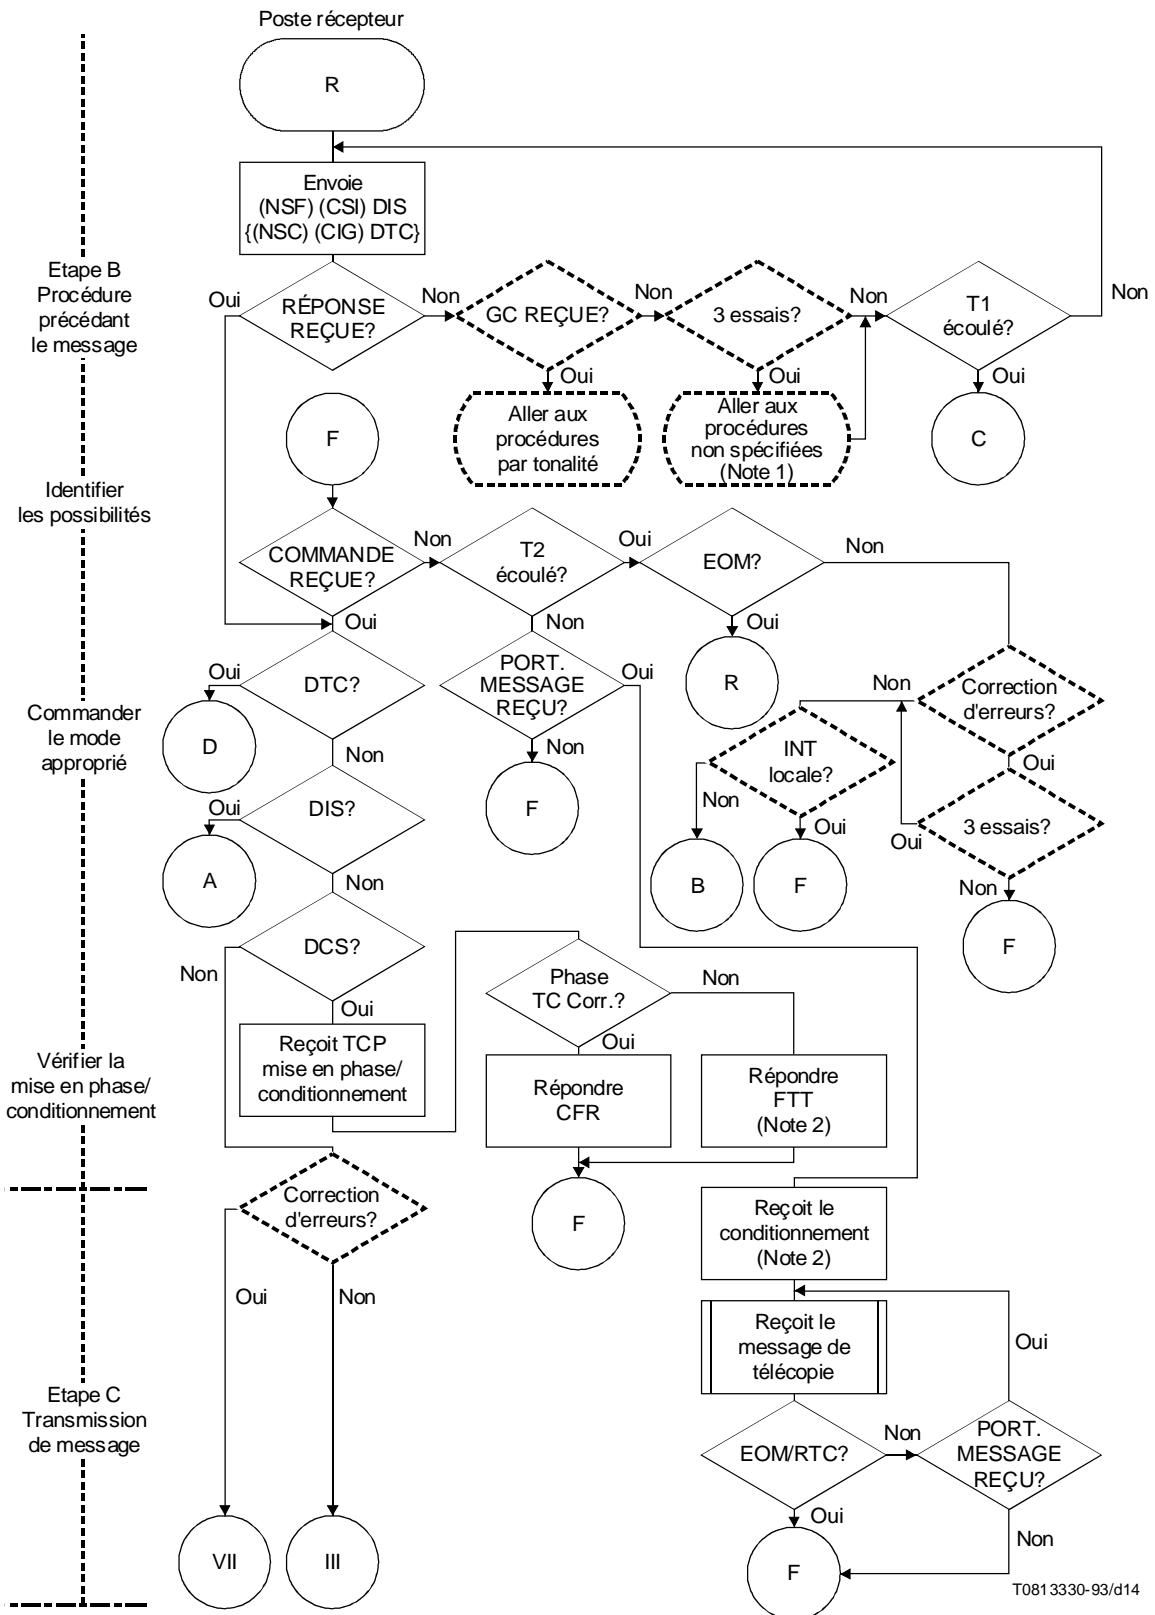 Poste récepteur
R
Envoie
(NSF) (CSI) DIS
{(NSC) (CIG) DTC}
Etape B
Procédure
précédant
le message
Oui
RÉPONSE
REÇUE?
Non
GC REÇUE?
Non
3 essais?
Non
T1
écoulé?
Non
Oui
Oui
Oui
F
Aller aux
procédures
par tonalité
Aller aux
procédures
non spécifiées
(Note 1)
C
Identifier
les possibilités
COMMANDE
REÇUE?
Non
T2
écoulé?
Oui
EOM?
Non
Oui
Non
Oui
Oui
DTC?
PORT.
MESSAGE
REÇU?
Oui
R
Non
Correction
d'erreurs?
Commander
le mode
approprié
D
Non
Non
INT
locale?
Oui
Oui
DIS?
F
Non
Oui
Oui
3 essais?
A
Non
B
F
Non
F
DCS?
Non
Oui
Phase
TC Corr.?
Non
Oui
Vérifier la
mise en phase/
conditionnement
Reçoit TCP
mise en phase/
conditionnement
Répondre
CFR
Répondre
FTT
(Note 2)
Correction
d'erreurs?
F
Reçoit le
conditionnement
(Note 2)
Oui
Non
Reçoit le
message de
télécopie
Oui
Etape C
Transmission
de message
EOM/RTC?
Non
PORT.
MESSAGE
REÇU?
Oui
Non
VII
III
F
T0813330-93/d14